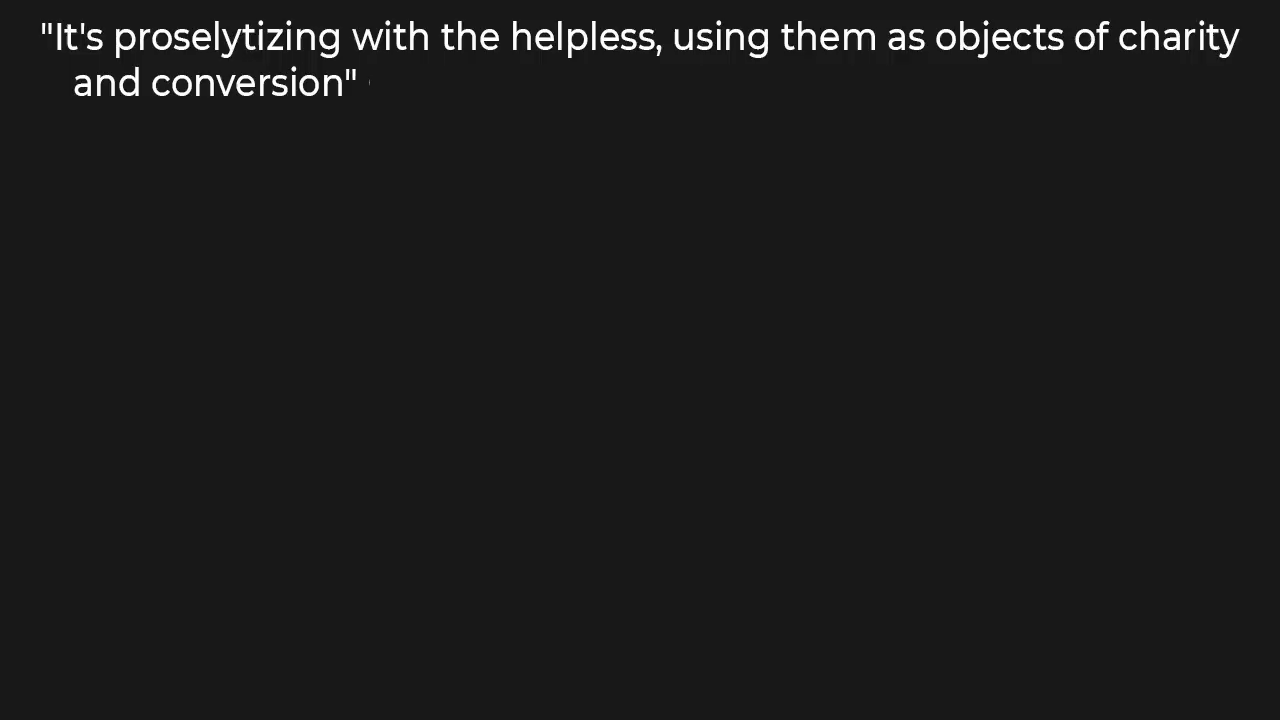 "It's proselytizing with the helpless, using them as objects of charity
and conversion"